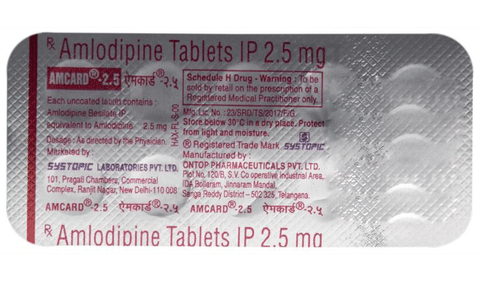 ℞ Amlodipine Tablets IP 2.5 mg
AMCARD®-2.5 ऐमकार्ड®-२.५
Each uncoated tablet contains :
Amlodipine Besilate IP
equivalent to Amlodipine 2.5 mg
Dosage : As directed by the Physician
Marketed by :
SYSTOPIC LABORATORIES PVT. LTD.
101, Pragati Chambers, Commercial
Complex, Ranjit Nagar, New Delhi-110 008
AMCARD®-2.5 ऐमकार्ड®-२.५
HAX-FL/S-09
Schedule H Drug - Warning : To be
sold by retail on the prescription of a
Registered Medical Practitioner only.
Mfg. Lic. No.: 23/SRD/TS/2017/F/G
Store below 30°C in a dry place. Protect
from light and moisture.
® Registered Trade Mark SYSTOPIC
Manufactured by :
ONTOP PHARMACEUTICALS PVT. LTD.
Plot No. 120/B, S.V. Co operative Industrial Area,
IDA Bollaram, Jinnaram Mandal,
Sanga Reddy District - 502 325, Telangana.
AMCARD®-2.5 ऐमकार्ड®-२.५
℞ Amlodipine Tablets IP 2.5 mg